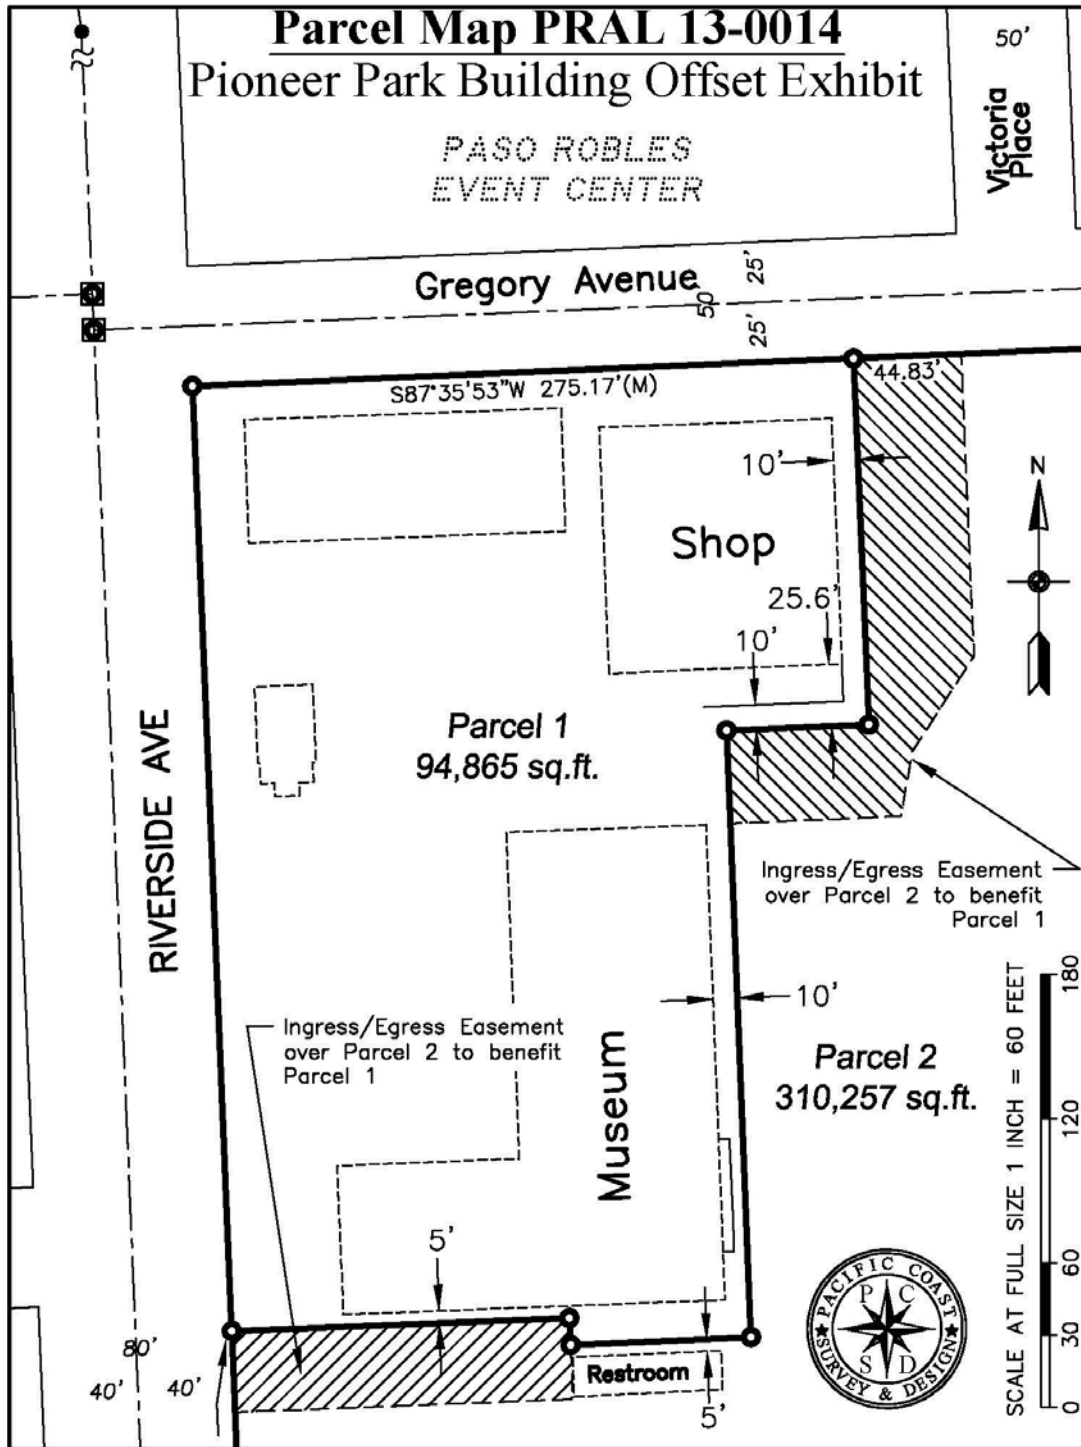 Parcel Map PRAL 13-0014
Pioneer Park Building Offset Exhibit
PASO ROBLES
EVENT CENTER
50'
Victoria
Place
Gregory Avenue
25'
50'
25'
S87°35'53"W 275.17'(M)
44.83'
10'
N
Shop
25.6'
10'
Parcel 1
94,865 sq.ft.
RIVERSIDE AVE
Ingress/Egress Easement
over Parcel 2 to benefit
Parcel 1
10'
Ingress/Egress Easement
over Parcel 2 to benefit
Parcel 1
Museum
Parcel 2
310,257 sq.ft.
SCALE AT FULL SIZE 1 INCH = 60 FEET
180
120
60
30
0
5'
PACIFIC COAST
SURVEY & DESIGN
P C
S D
80'
40' 40'
Restroom
5'